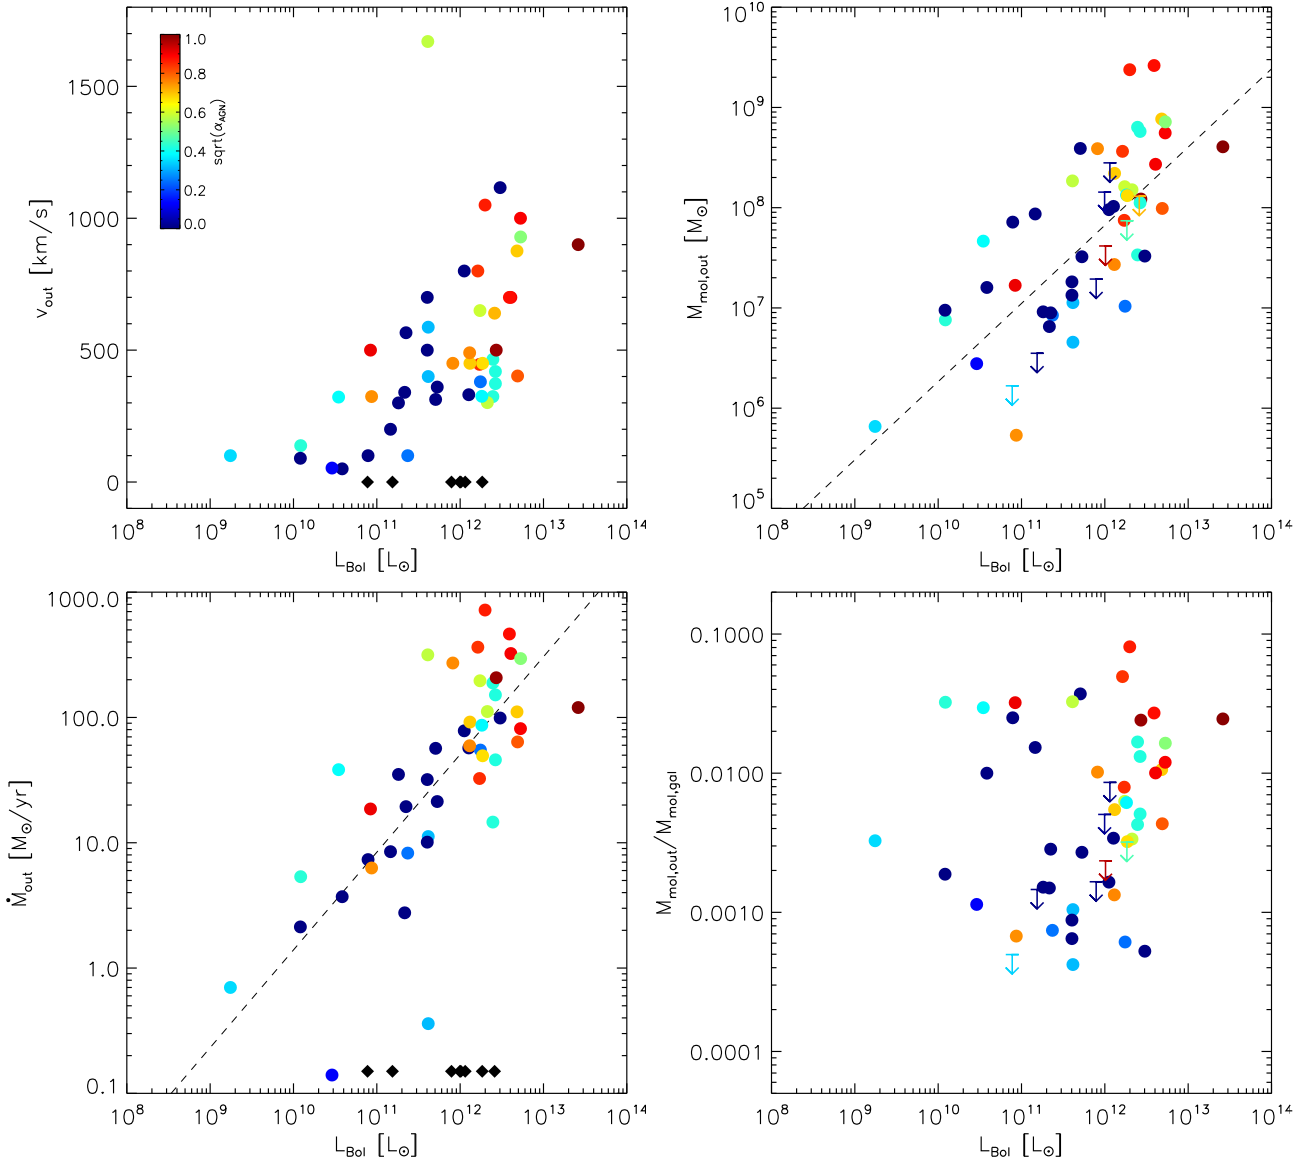 1500
1000
500
0
v_out [km/s]
1.0
0.8
0.6
0.4
0.2
0.0
sqrt(α_AGN)
10^8 10^9 10^10 10^11 10^12 10^13 10^14
L_Bol [L_⊙]
10^10
10^9
10^8
10^7
10^6
10^5
M_mol,out [M_⊙]
10^8 10^9 10^10 10^11 10^12 10^13 10^14
L_Bol [L_⊙]
1000.0
100.0
10.0
1.0
0.1
Ṁ_out [M_⊙/yr]
10^8 10^9 10^10 10^11 10^12 10^13 10^14
L_Bol [L_⊙]
0.1000
0.0100
0.0010
0.0001
M_mol,out/M_mol,gal
10^8 10^9 10^10 10^11 10^12 10^13 10^14
L_Bol [L_⊙]